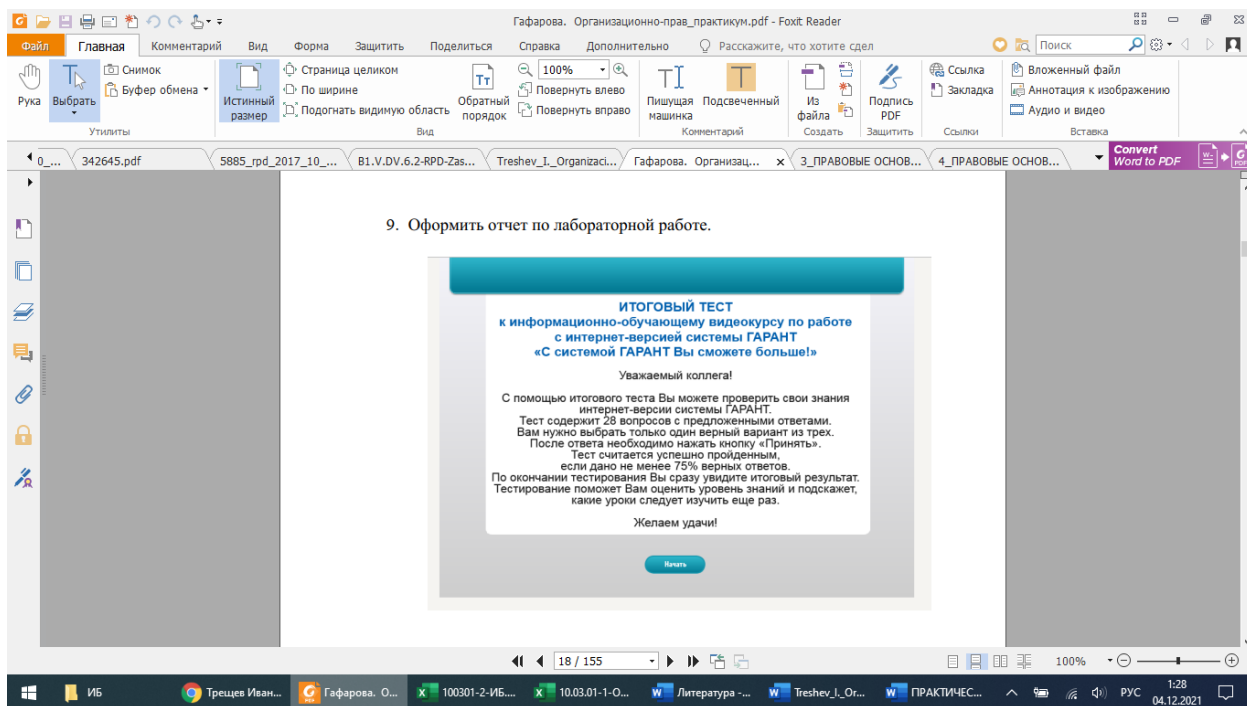 Гафарова. Организационно-прав_практикум.pdf - Foxit Reader
Файл Главная Комментарий Вид Форма Защитить Поделиться Справка Дополнительно Расскажите, что хотите сдел Поиск
Рука
Выбрать
Снимок
Буфер обмена
Утилиты
Истинный размер
Страница целиком
По ширине
Подогнать видимую область
Обратный порядок
100%
Повернуть влево
Повернуть вправо
Вид
Пишущая машинка
Подсвеченный
Комментарий
Из файла
Создать
Подпись PDF
Защитить
Ссылка
Закладка
Ссылки
Вложенный файл
Аннотация к изображению
Аудио и видео
Вставка
0_... 342645.pdf 5885_rpd_2017_10_... B1.V.DV.6.2-RPD-Zas... Treshev_I._Organizaci... Гафарова. Организац... x 3_ПРАВОВЫЕ ОСНОВ... 4_ПРАВОВЫЕ ОСНОВ...
Convert
Word to PDF
9. Оформить отчет по лабораторной работе.
ИТОГОВЫЙ ТЕСТ
к информационно-обучающему видеокурсу по работе
с интернет-версией системы ГАРАНТ
«С системой ГАРАНТ Вы сможете больше!»
Уважаемый коллега!
С помощью итогового теста Вы можете проверить свои знания
интернет-версии системы ГАРАНТ.
Тест содержит 28 вопросов с предложенными ответами.
Вам нужно выбрать только один верный вариант из трех.
После ответа необходимо нажать кнопку «Принять».
Тест считается успешно пройденным,
если дано не менее 75% верных ответов.
По окончании тестирования Вы сразу увидите итоговый результат.
Тестирование поможет Вам оценить уровень знаний и подскажет,
какие уроки следует изучить еще раз.
Желаем удачи!
Начать
18 / 155
100%
ИБ Трещев Иван... Гафарова. О... 100301-2-ИБ.... 10.03.01-1-О... Литература -... Treshev_I._Or... ПРАКТИЧЕС... РУС 1:28
04.12.2021